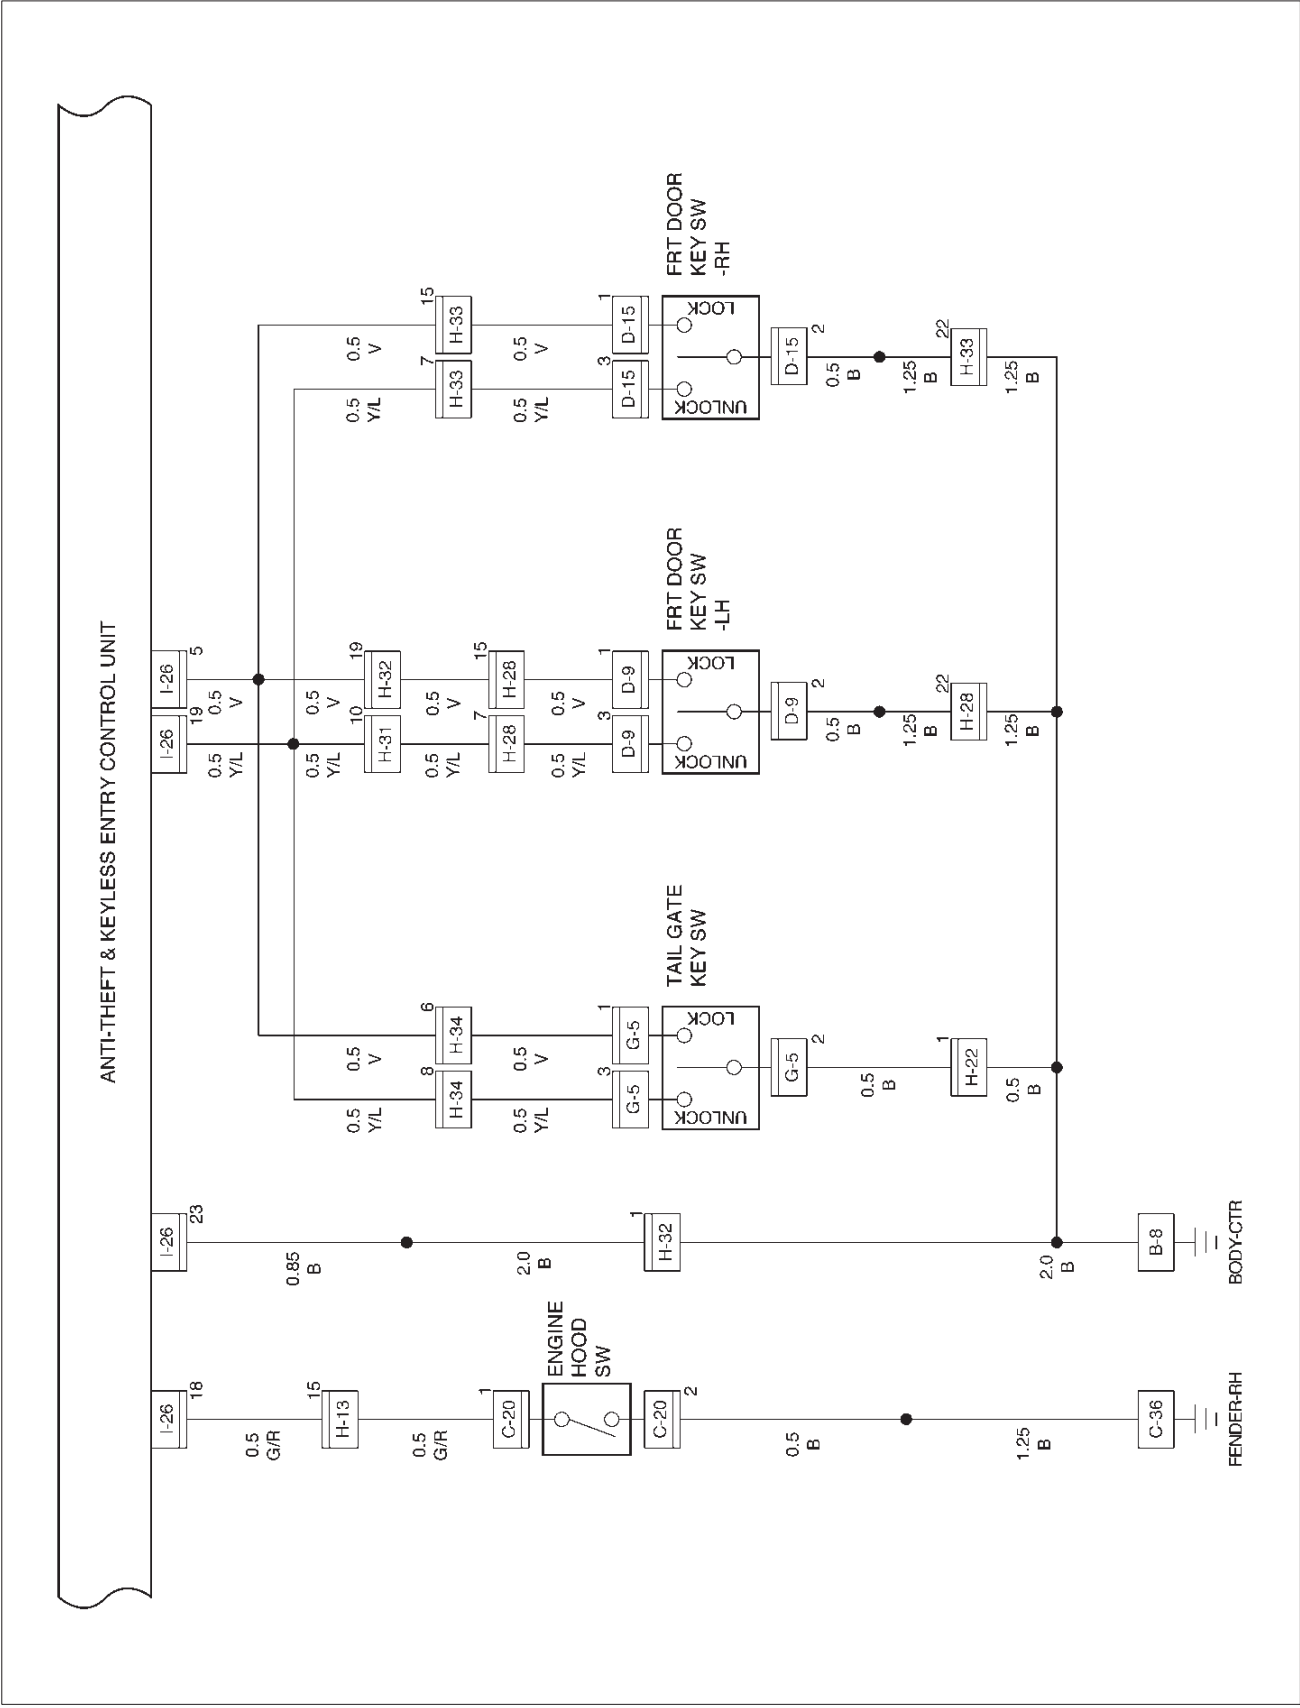 ANTI-THEFT & KEYLESS ENTRY CONTROL UNIT
I-26
18
I-26
23
I-26
19
I-26
5
0.5
G/R
0.85
B
0.5
Y/L
0.5
V
H-13
15
0.5
G/R
C-20
1
ENGINE
HOOD
SW
C-20
2
0.5
B
1.25
B
C-36
FENDER-RH
2.0
B
H-32
1
2.0
B
B-8
BODY-CTR
0.5
Y/L
0.5
V
H-34
8
H-34
6
0.5
Y/L
0.5
V
G-5
3
G-5
1
TAIL GATE
KEY SW
UNLOCK
LOCK
G-5
2
0.5
B
H-22
1
0.5
B
0.5
Y/L
0.5
V
H-31
10
H-32
19
0.5
Y/L
0.5
V
H-28
7
H-28
15
0.5
Y/L
0.5
V
D-9
3
D-9
1
FRT DOOR
KEY SW
-LH
UNLOCK
LOCK
D-9
2
0.5
B
1.25
B
H-28
22
1.25
B
0.5
Y/L
0.5
V
H-33
7
H-33
15
0.5
Y/L
0.5
V
D-15
3
D-15
1
FRT DOOR
KEY SW
-RH
UNLOCK
LOCK
D-15
2
0.5
B
1.25
B
H-33
22
1.25
B